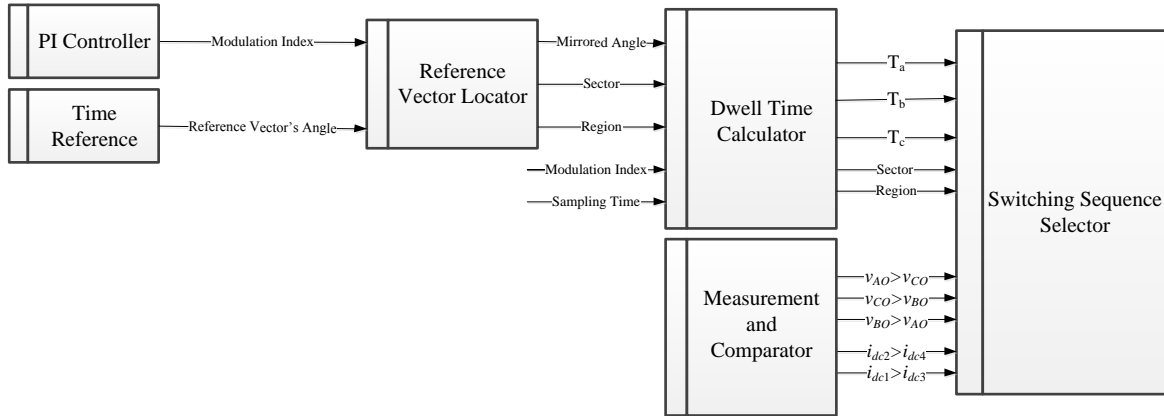 PI Controller
Modulation Index
Time
Reference
Reference Vector's Angle
Reference
Vector Locator
Mirrored Angle
Sector
Region
Modulation Index
Sampling Time
Dwell Time
Calculator
Ta
Tb
Tc
Sector
Region
Measurement
and
Comparator
vAO>vCO
vCO>vBO
vBO>vAO
idc2>idc4
idc1>idc3
Switching Sequence
Selector